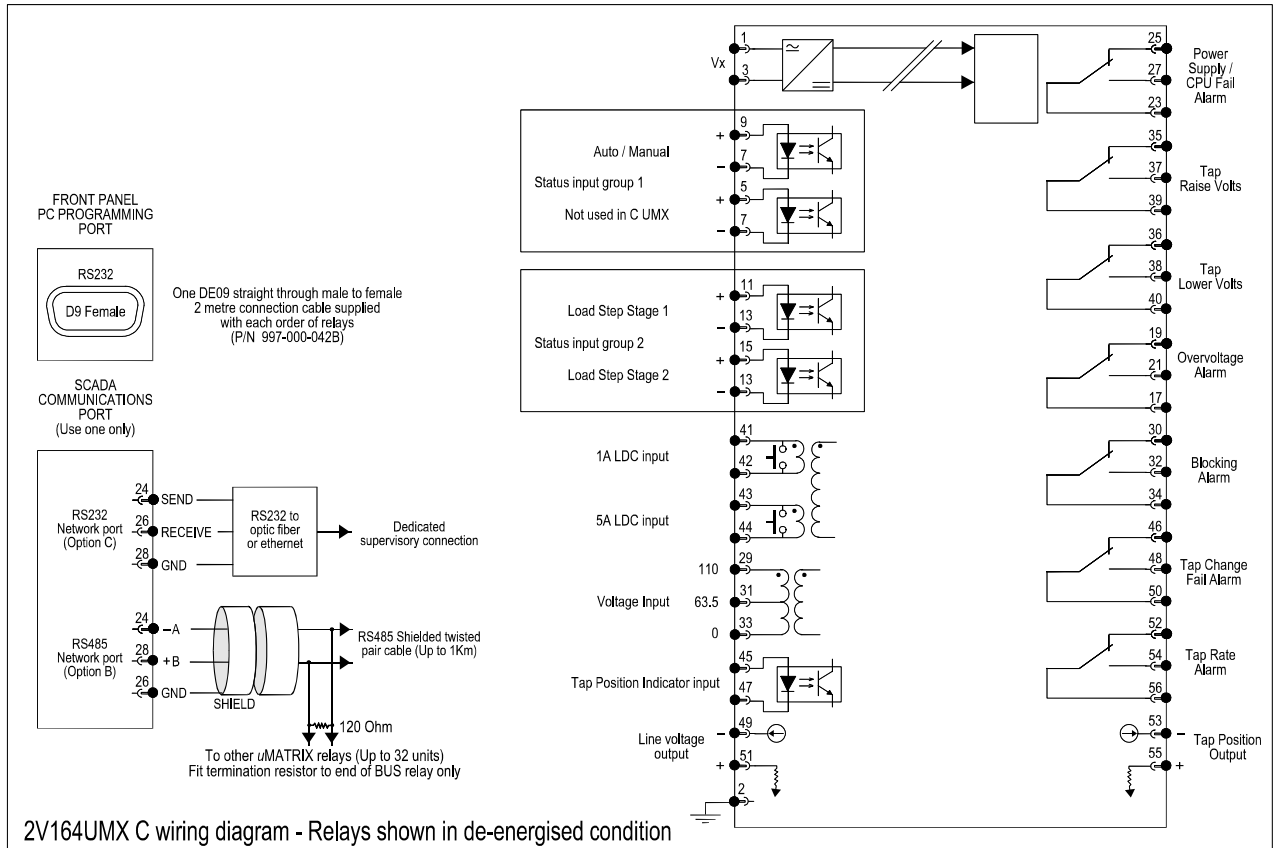 FRONT PANEL
PC PROGRAMMING
PORT
RS232
D9 Female
One DE09 straight through male to female
2 metre connection cable supplied
with each order of relays
(P/N 997-000-042B)
SCADA
COMMUNICATIONS
PORT
(Use one only)
RS232
Network port
(Option C)
24
SEND
26
RECEIVE
28
GND
RS232 to
optic fiber
or ethernet
Dedicated
supervisory connection
RS485
Network port
(Option B)
24
–A
28
+B
26
GND
SHIELD
RS485 Shielded twisted
pair cable (Up to 1Km)
120 Ohm
To other uMATRIX relays (Up to 32 units)
Fit termination resistor to end of BUS relay only
Vx
1
3
+
9
Auto / Manual
–
7
Status input group 1
+
5
Not used in C UMX
–
7
+
11
Load Step Stage 1
–
13
Status input group 2
+
15
Load Step Stage 2
–
13
41
1A LDC input
42
43
5A LDC input
44
110
29
Voltage Input
63.5
31
0
33
45
Tap Position Indicator input
47
Line voltage
output
–
49
+
51
2
25
27
23
Power
Supply /
CPU Fail
Alarm
35
37
39
Tap
Raise Volts
36
38
40
Tap
Lower Volts
19
21
17
Overvoltage
Alarm
30
32
34
Blocking
Alarm
46
48
50
Tap Change
Fail Alarm
52
54
56
Tap Rate
Alarm
53
–
55
+
Tap Position
Output
2V164UMX C wiring diagram - Relays shown in de-energised condition